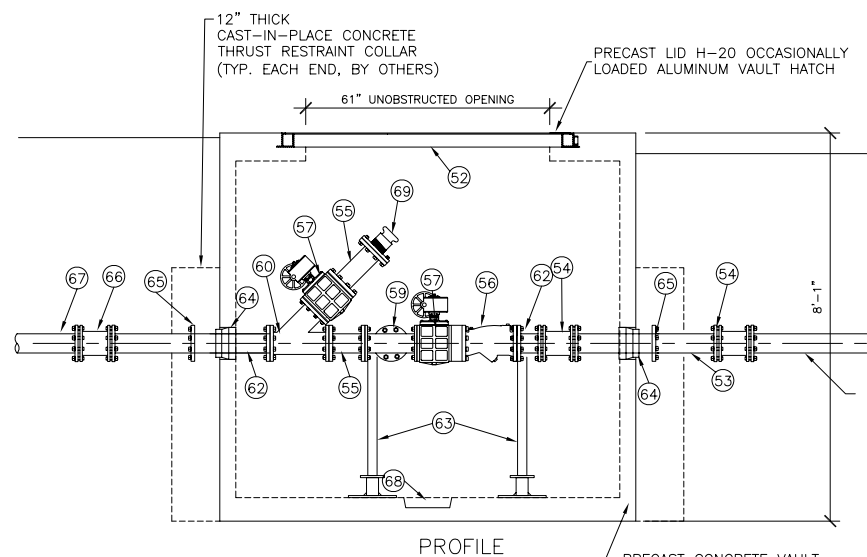 12" THICK
CAST-IN-PLACE CONCRETE
THRUST RESTRAINT COLLAR
(TYP. EACH END, BY OTHERS)
PRECAST LID H-20 OCCASIONALLY
LOADED ALUMINUM VAULT HATCH
61" UNOBSTRUCTED OPENING
52
69
55
57
57
60
59
56
62
54
67
66
65
64
65
54
8'-1"
62
55
64
53
63
68
PROFILE
PRECAST CONCRETE VAULT